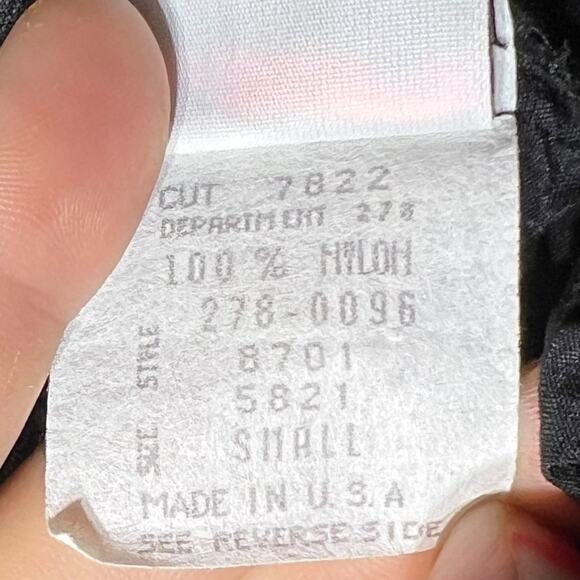 CUT 7822
DEPARTMENT 278
100% NYLON
STYLE 278-0096
8701
5821
SIZE SMALL
MADE IN U.S.A
SEE REVERSE SIDE